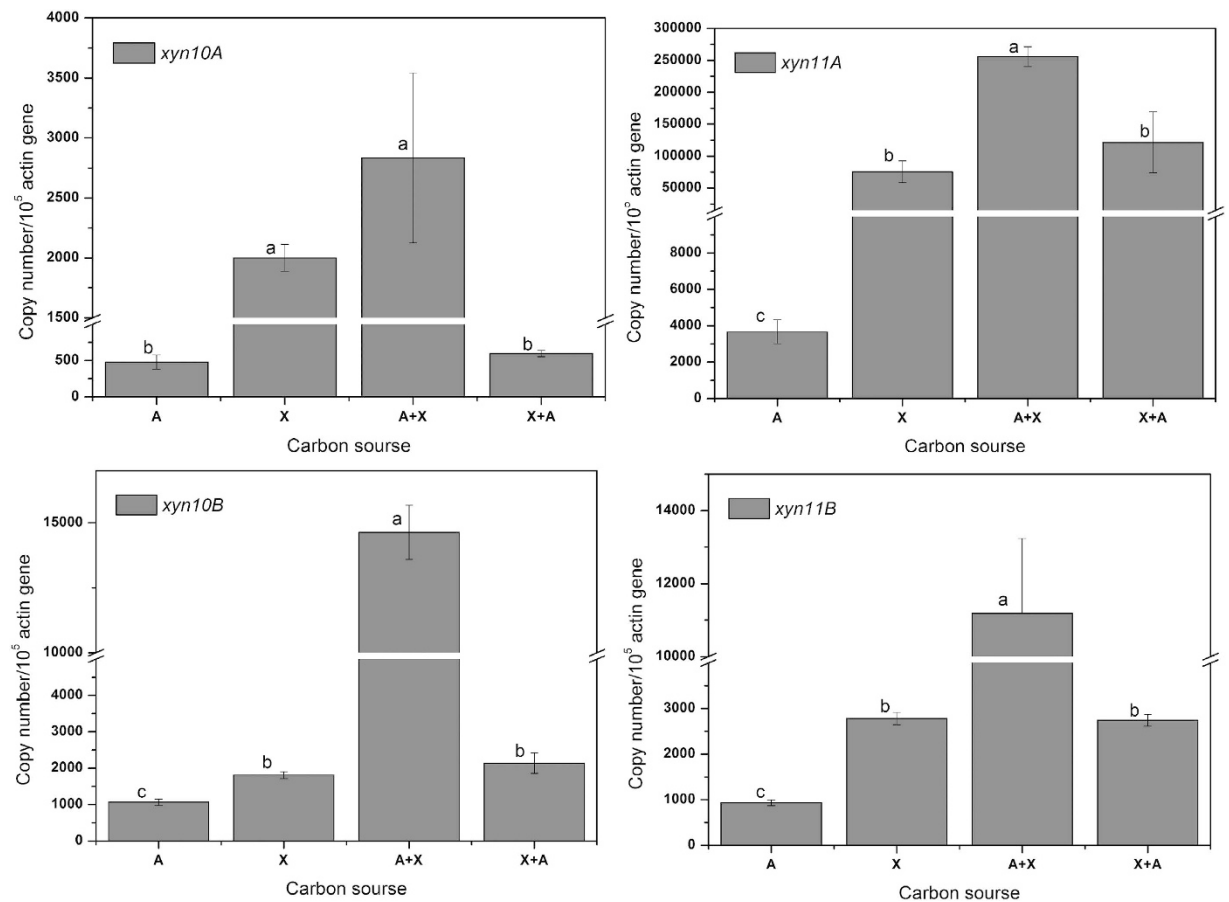 4000
3500
3000
2500
2000
1500
500
0
Copy number/10⁵ actin gene
xyn10A
b
a
a
b
A
X
A+X
X+A
Carbon sourse
300000
250000
200000
150000
100000
50000
8000
6000
4000
2000
0
Copy number/10⁵ actin gene
xyn11A
c
b
a
b
A
X
A+X
X+A
Carbon sourse
15000
10000
4000
3000
2000
1000
0
Copy number/10⁵ actin gene
xyn10B
c
b
a
b
A
X
A+X
X+A
Carbon sourse
14000
12000
10000
3000
2000
1000
0
Copy number/10⁵ actin gene
xyn11B
c
b
a
b
A
X
A+X
X+A
Carbon sourse